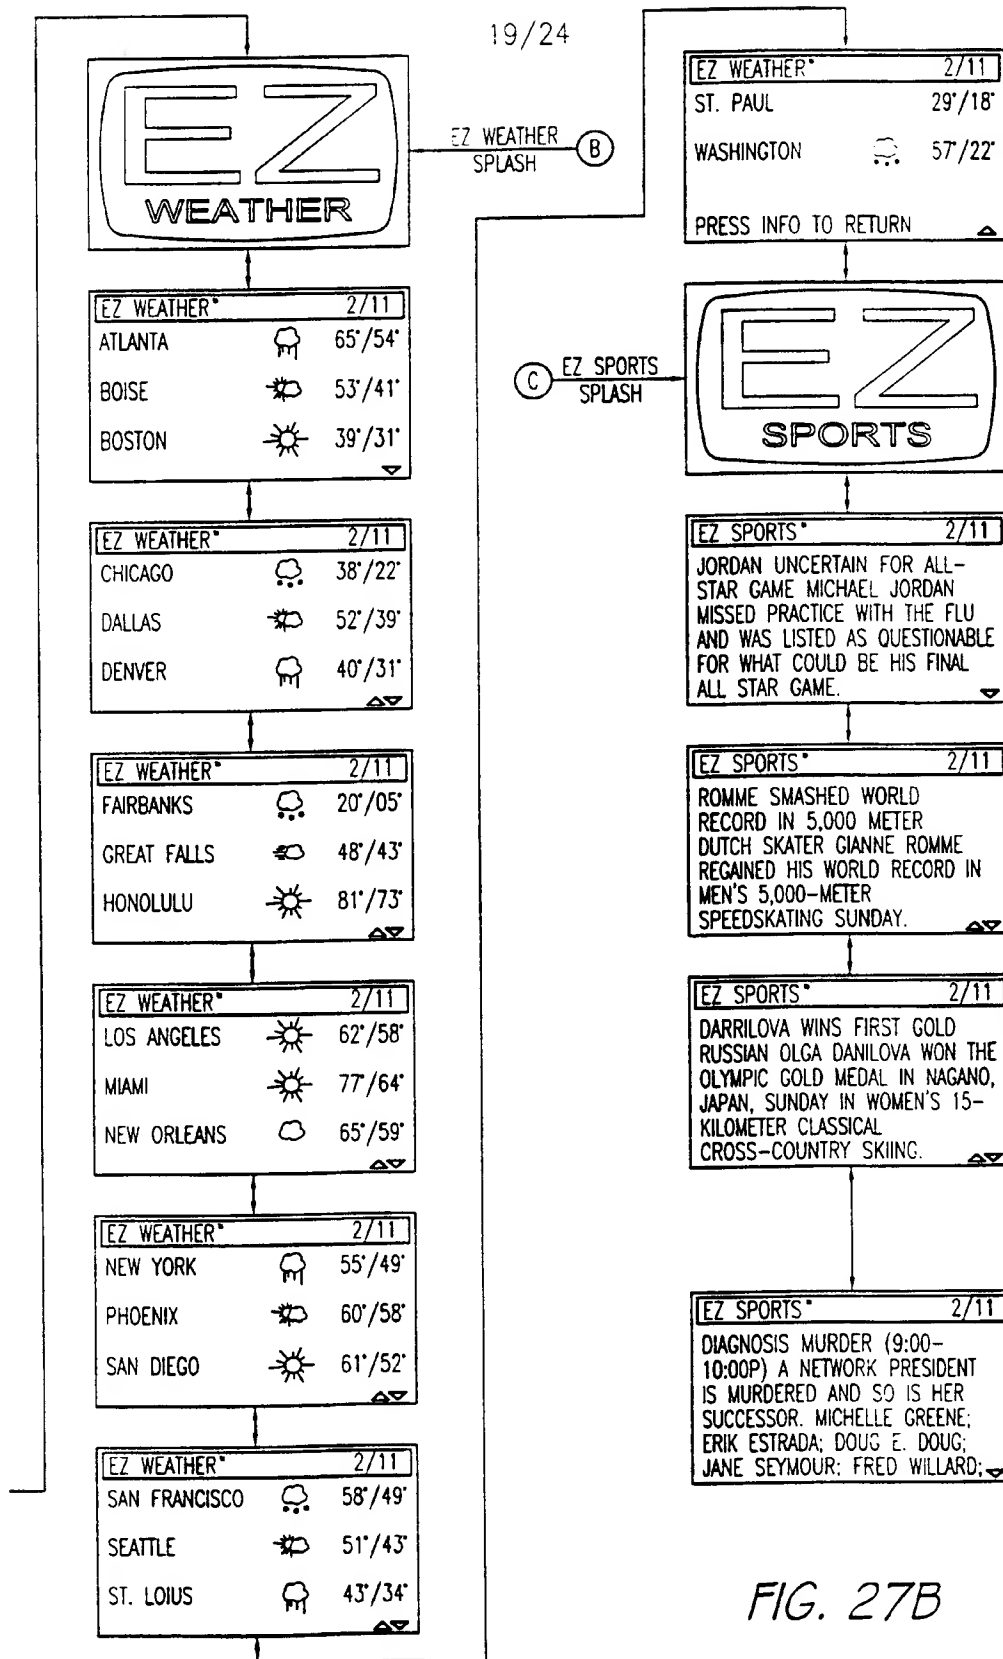 19/24
EZ
WEATHER
EZ WEATHER
SPLASH
B
EZ WEATHER• 2/11
ATLANTA 65°/54°
BOISE 53°/41°
BOSTON 39°/31°
EZ WEATHER• 2/11
CHICAGO 38°/22°
DALLAS 52°/39°
DENVER 40°/31°
EZ WEATHER• 2/11
FAIRBANKS 20°/05°
GREAT FALLS 48°/43°
HONOLULU 81°/73°
EZ WEATHER• 2/11
LOS ANGELES 62°/58°
MIAMI 77°/64°
NEW ORLEANS 65°/59°
EZ WEATHER• 2/11
NEW YORK 55°/49°
PHOENIX 60°/58°
SAN DIEGO 61°/52°
EZ WEATHER• 2/11
SAN FRANCISCO 58°/49°
SEATTLE 51°/43°
ST. LOIUS 43°/34°
EZ WEATHER• 2/11
ST. PAUL 29°/18°
WASHINGTON 57°/22°
PRESS INFO TO RETURN
C
EZ SPORTS
SPLASH
EZ
SPORTS
EZ SPORTS• 2/11
JORDAN UNCERTAIN FOR ALL-
STAR GAME MICHAEL JORDAN
MISSED PRACTICE WITH THE FLU
AND WAS LISTED AS QUESTIONABLE
FOR WHAT COULD BE HIS FINAL
ALL STAR GAME.
EZ SPORTS• 2/11
ROMME SMASHED WORLD
RECORD IN 5,000 METER
DUTCH SKATER GIANNE ROMME
REGAINED HIS WORLD RECORD IN
MEN'S 5,000-METER
SPEEDSKATING SUNDAY.
EZ SPORTS• 2/11
DARRILOVA WINS FIRST GOLD
RUSSIAN OLGA DANILOVA WON THE
OLYMPIC GOLD MEDAL IN NAGANO,
JAPAN, SUNDAY IN WOMEN'S 15-
KILOMETER CLASSICAL
CROSS-COUNTRY SKIING.
EZ SPORTS• 2/11
DIAGNOSIS MURDER (9:00-
10:00P) A NETWORK PRESIDENT
IS MURDERED AND SO IS HER
SUCCESSOR. MICHELLE GREENE;
ERIK ESTRADA; DOUG E. DOUG;
JANE SEYMOUR; FRED WILLARD;
FIG. 27B